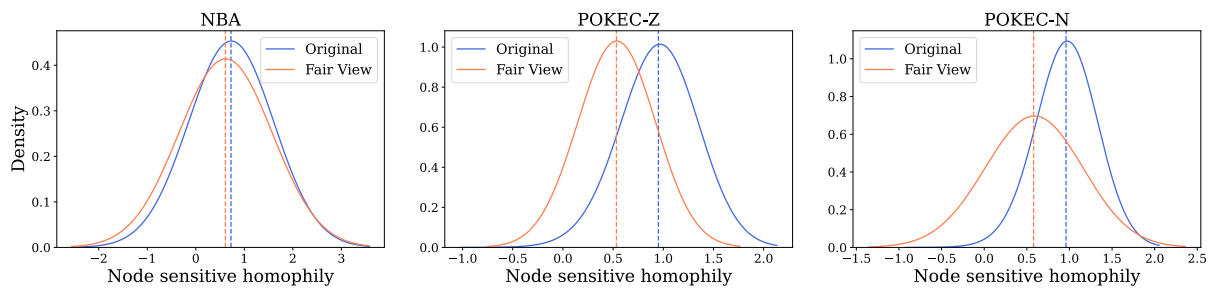 NBA
Original
Fair View
Density
0.0
0.1
0.2
0.3
0.4
−2 −1 0 1 2 3
Node sensitive homophily
POKEC-Z
Original
Fair View
0.0
0.2
0.4
0.6
0.8
1.0
−1.0 −0.5 0.0 0.5 1.0 1.5 2.0
Node sensitive homophily
POKEC-N
Original
Fair View
0.0
0.2
0.4
0.6
0.8
1.0
−1.5 −1.0 −0.5 0.0 0.5 1.0 1.5 2.0 2.5
Node sensitive homophily